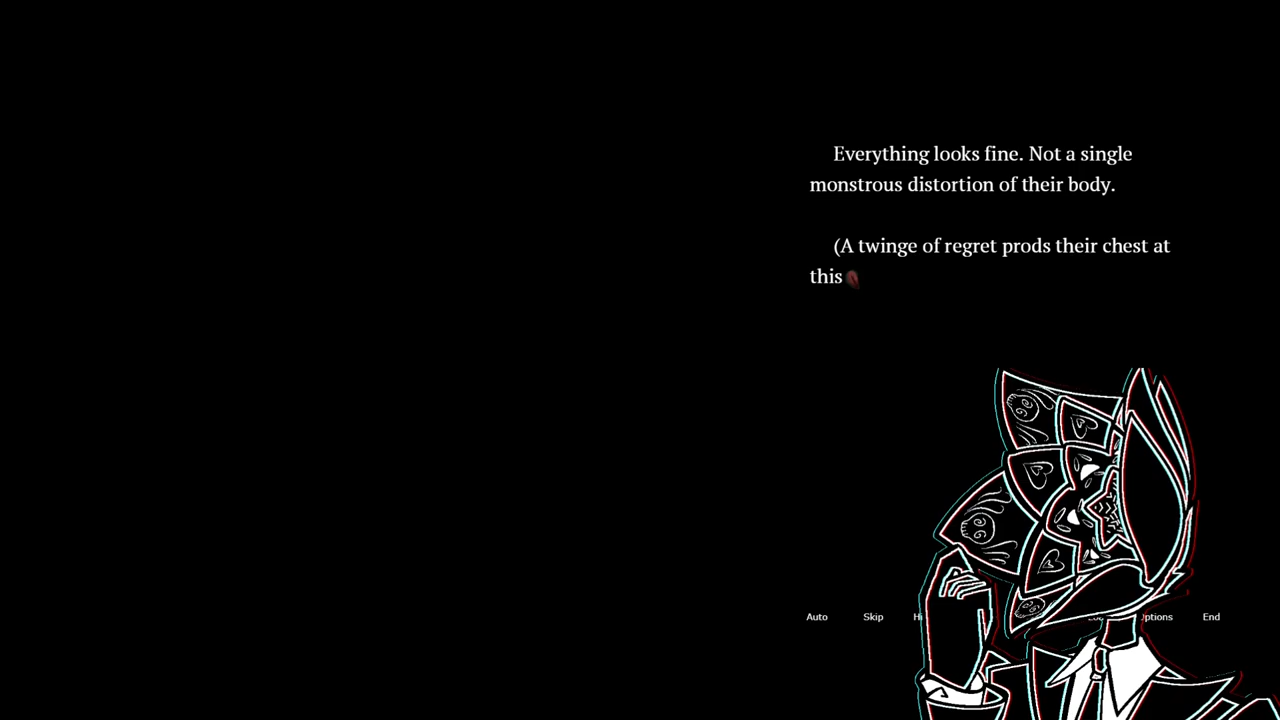 Everything looks fine. Not a single
monstrous distortion of their body.
(A twinge of regret prods their chest at
this
Auto Skip End